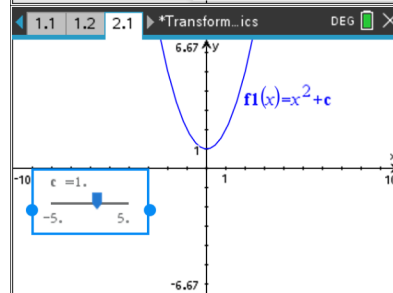 1.1 1.2 2.1 *Transform...ics DEG
6.67 y
f1(x)=x²+c
1
x
-10 1 10
c =1.
-5. 5.
-6.67